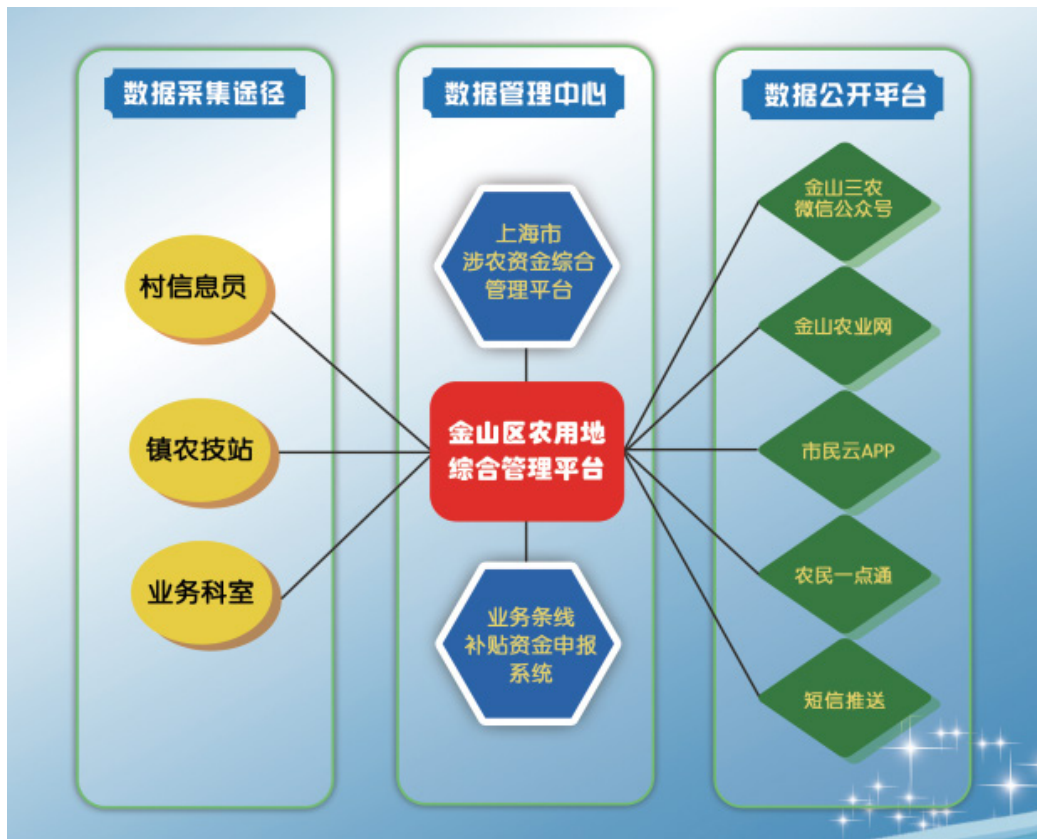 数据采集途径
村信息员
镇农技站
业务科室
数据管理中心
上海市
涉农资金综合
管理平台
金山区农用地
综合管理平台
业务条线
补贴资金申报
系统
数据公开平台
金山三农
微信公众号
金山农业网
市民云APP
农民一点通
短信推送